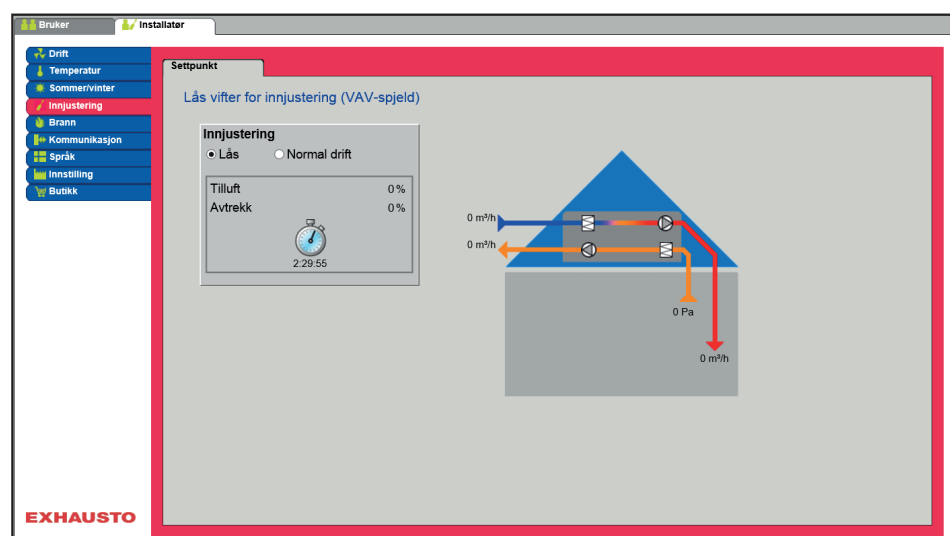 Bruker
Installatør
Drift
Temperatur
Sommer/vinter
Innjustering
Brann
Kommunikasjon
Språk
Innstilling
Butikk
Settpunkt
Lås vifter for innjustering (VAV-spjeld)
Innjustering
Lås Normal drift
Tilluft 0 %
Avtrekk 0 %
2:29:55
0 m³/h
0 m³/h
0 Pa
0 m³/h
EXHAUSTO